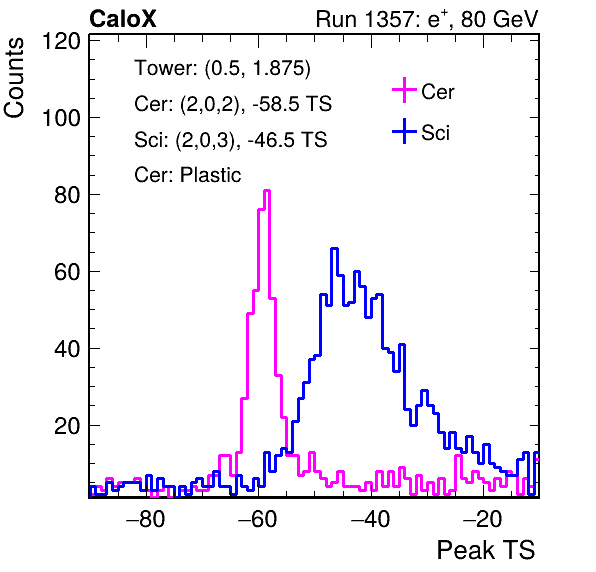 CaloX Run 1357: e⁺, 80 GeV
Counts
120
100
80
60
40
20
Tower: (0.5, 1.875)
Cer: (2,0,2), -58.5 TS
Sci: (2,0,3), -46.5 TS
Cer: Plastic
Cer
Sci
−80 −60 −40 −20
Peak TS